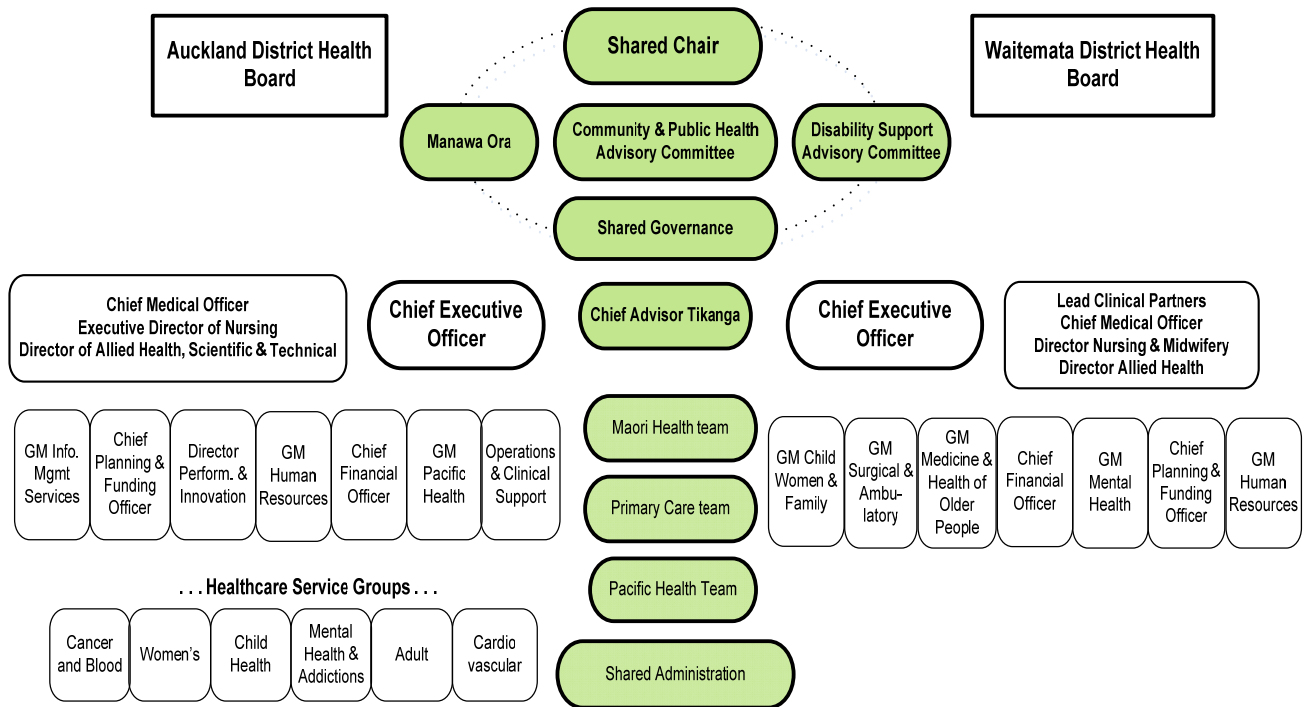 Auckland District Health
Board
Shared Chair
Waitemata District Health
Board
Manawa Ora
Community & Public Health
Advisory Committee
Disability Support
Advisory Committee
Shared Governance
Chief Medical Officer
Executive Director of Nursing
Director of Allied Health, Scientific & Technical
Chief Executive
Officer
Chief Advisor Tikanga
Chief Executive
Officer
Lead Clinical Partners
Chief Medical Officer
Director Nursing & Midwifery
Director Allied Health
GM Info.
Mgmt
Services
Chief
Planning &
Funding
Officer
Director
Perform. &
Innovation
GM
Human
Resources
Chief
Financial
Officer
GM
Pacific
Health
Operations
& Clinical
Support
Maori Health team
Primary Care team
Pacific Health Team
Shared Administration
GM Child
Women &
Family
GM
Surgical &
Ambu-
latory
GM
Medicine &
Health of
Older
People
Chief
Financial
Officer
GM
Mental
Health
Chief
Planning &
Funding
Officer
GM
Human
Resources
. . . Healthcare Service Groups . . .
Cancer
and Blood
Women's
Child
Health
Mental
Health &
Addictions
Adult
Cardio
vascular